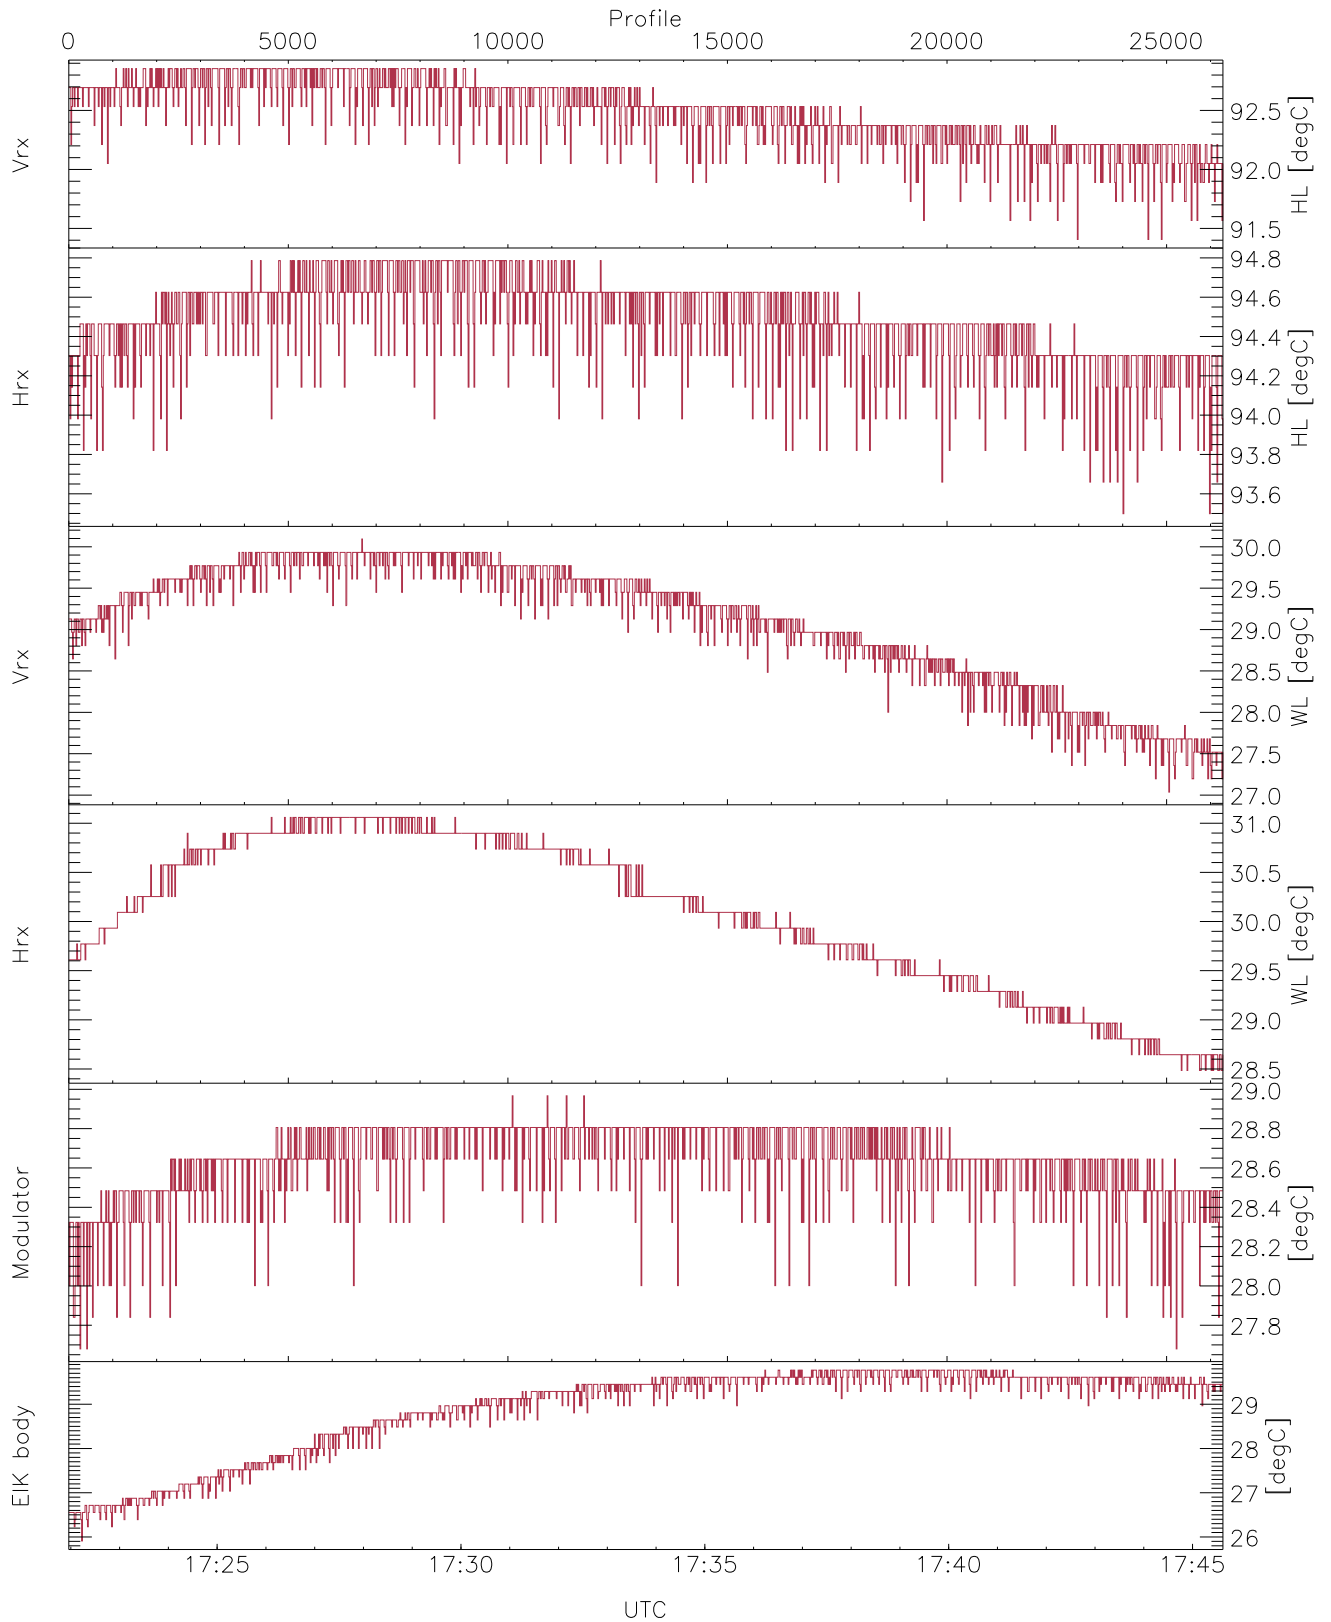 Profile
0 5000 10000 15000 20000 25000
Vrx
92.5
92.0
91.5
HL [degC]
Hrx
94.8
94.6
94.4
94.2
94.0
93.8
93.6
HL [degC]
Vrx
30.0
29.5
29.0
28.5
28.0
27.5
27.0
WL [degC]
Hrx
31.0
30.5
30.0
29.5
29.0
28.5
WL [degC]
Modulator
29.0
28.8
28.6
28.4
28.2
28.0
27.8
[degC]
EIK body
29
28
27
26
[degC]
17:25 17:30 17:35 17:40 17:45
UTC